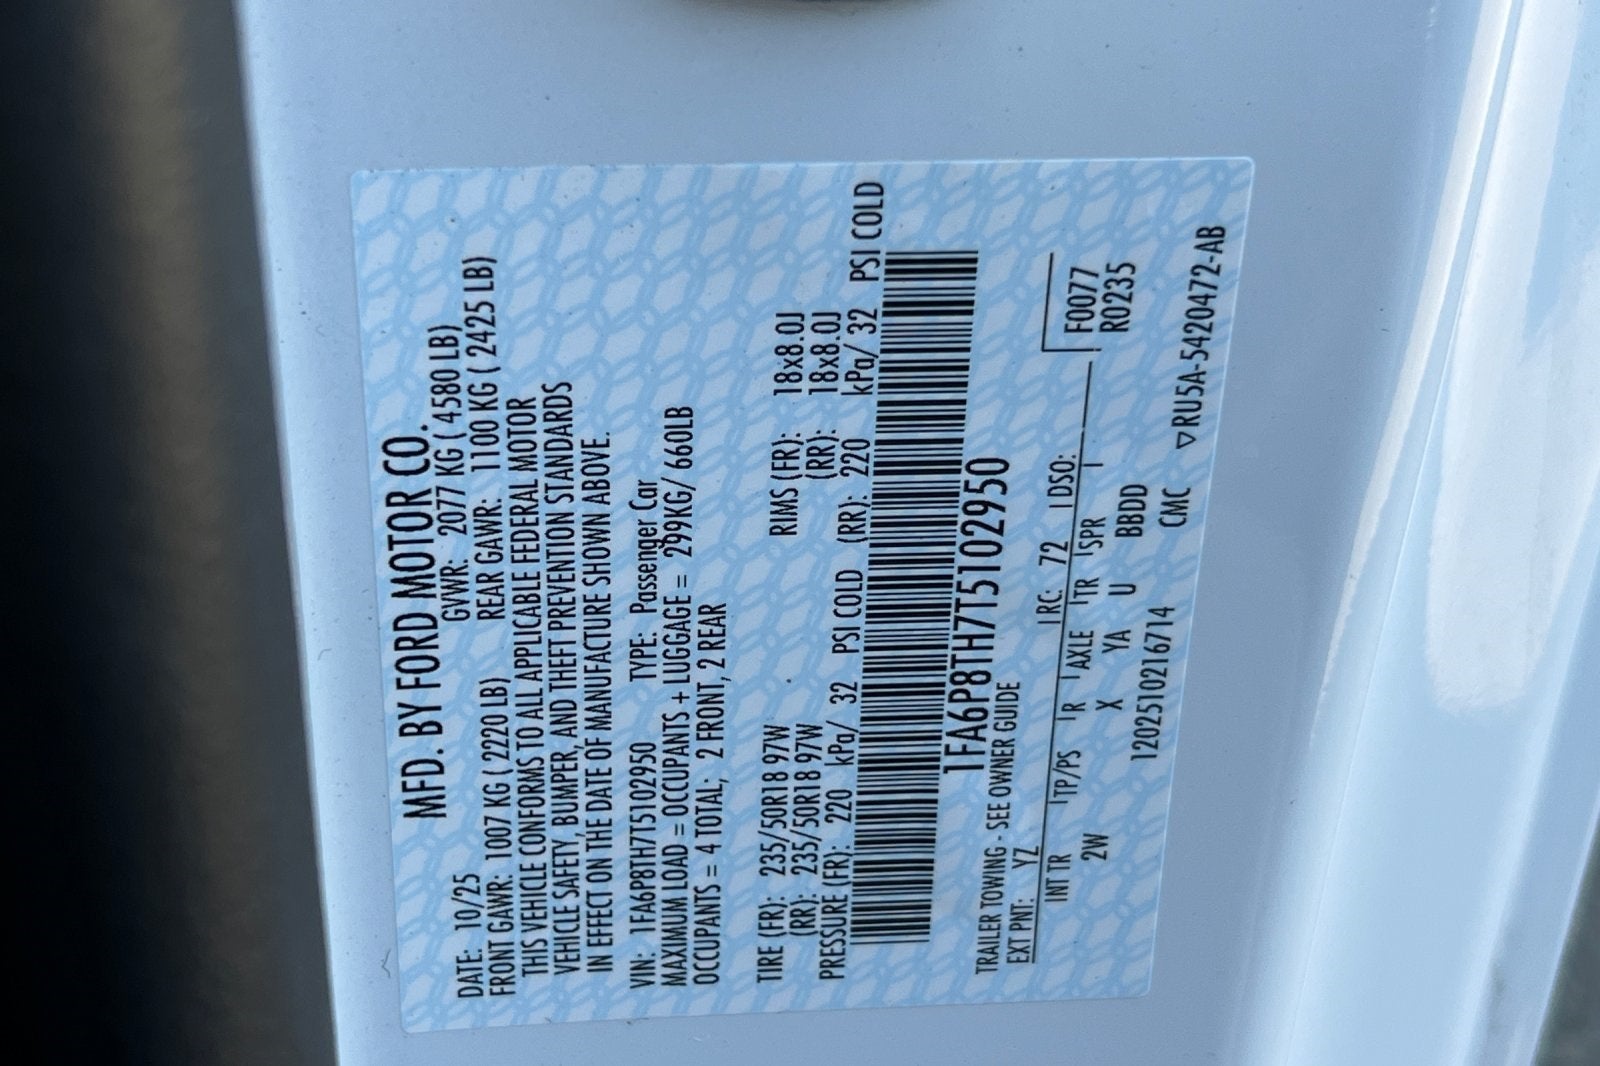 MFD. BY FORD MOTOR CO.
DATE: 10/25 GVWR: 2077 KG ( 4580 LB)
FRONT GAWR: 1007 KG ( 2220 LB) REAR GAWR: 1100 KG ( 2425 LB)
THIS VEHICLE CONFORMS TO ALL APPLICABLE FEDERAL MOTOR
VEHICLE SAFETY, BUMPER, AND THEFT PREVENTION STANDARDS
IN EFFECT ON THE DATE OF MANUFACTURE SHOWN ABOVE.
VIN: 1FA6P8TH7T5102950 TYPE: Passenger Car
MAXIMUM LOAD = OCCUPANTS + LUGGAGE = 299KG/ 660LB
OCCUPANTS = 4 TOTAL; 2 FRONT, 2 REAR
TIRE (FR): 235/50R18 97W RIMS (FR): 18x8.0J
(RR): 235/50R18 97W (RR): 18x8.0J
PRESSURE (FR): 220 kPa/ 32 PSI COLD (RR): 220 kPa/ 32 PSI COLD
1FA6P8TH7T5102950
TRAILER TOWING - SEE OWNER GUIDE
EXT PNT: YZ RC: 72 DSO:
F0077
R0235
INT TR TP/PS R AXLE TR SPR
2W X YA U BBDD
12025102216714 CMC ▽RU5A-5420472-AB